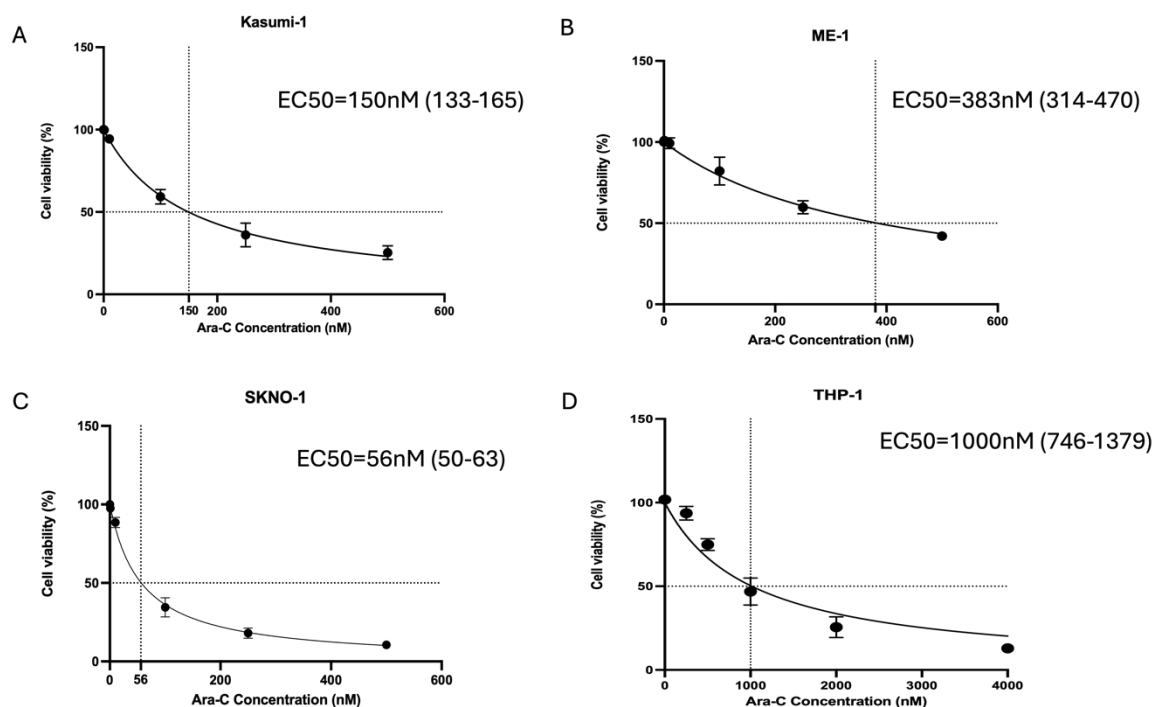 A
Kasumi-1
EC50=150nM (133-165)
Cell viability (%)
150
100
50
0
0
150
200
400
600
Ara-C Concentration (nM)
B
ME-1
EC50=383nM (314-470)
Cell viability (%)
150
100
50
0
0
200
400
600
Ara-C Concentration (nM)
C
SKNO-1
EC50=56nM (50-63)
Cell viability (%)
150
100
50
0
0
56
200
400
600
Ara-C Concentration (nM)
D
THP-1
EC50=1000nM (746-1379)
Cell viability (%)
150
100
50
0
0
1000
2000
3000
4000
Ara-C Concentration (nM)